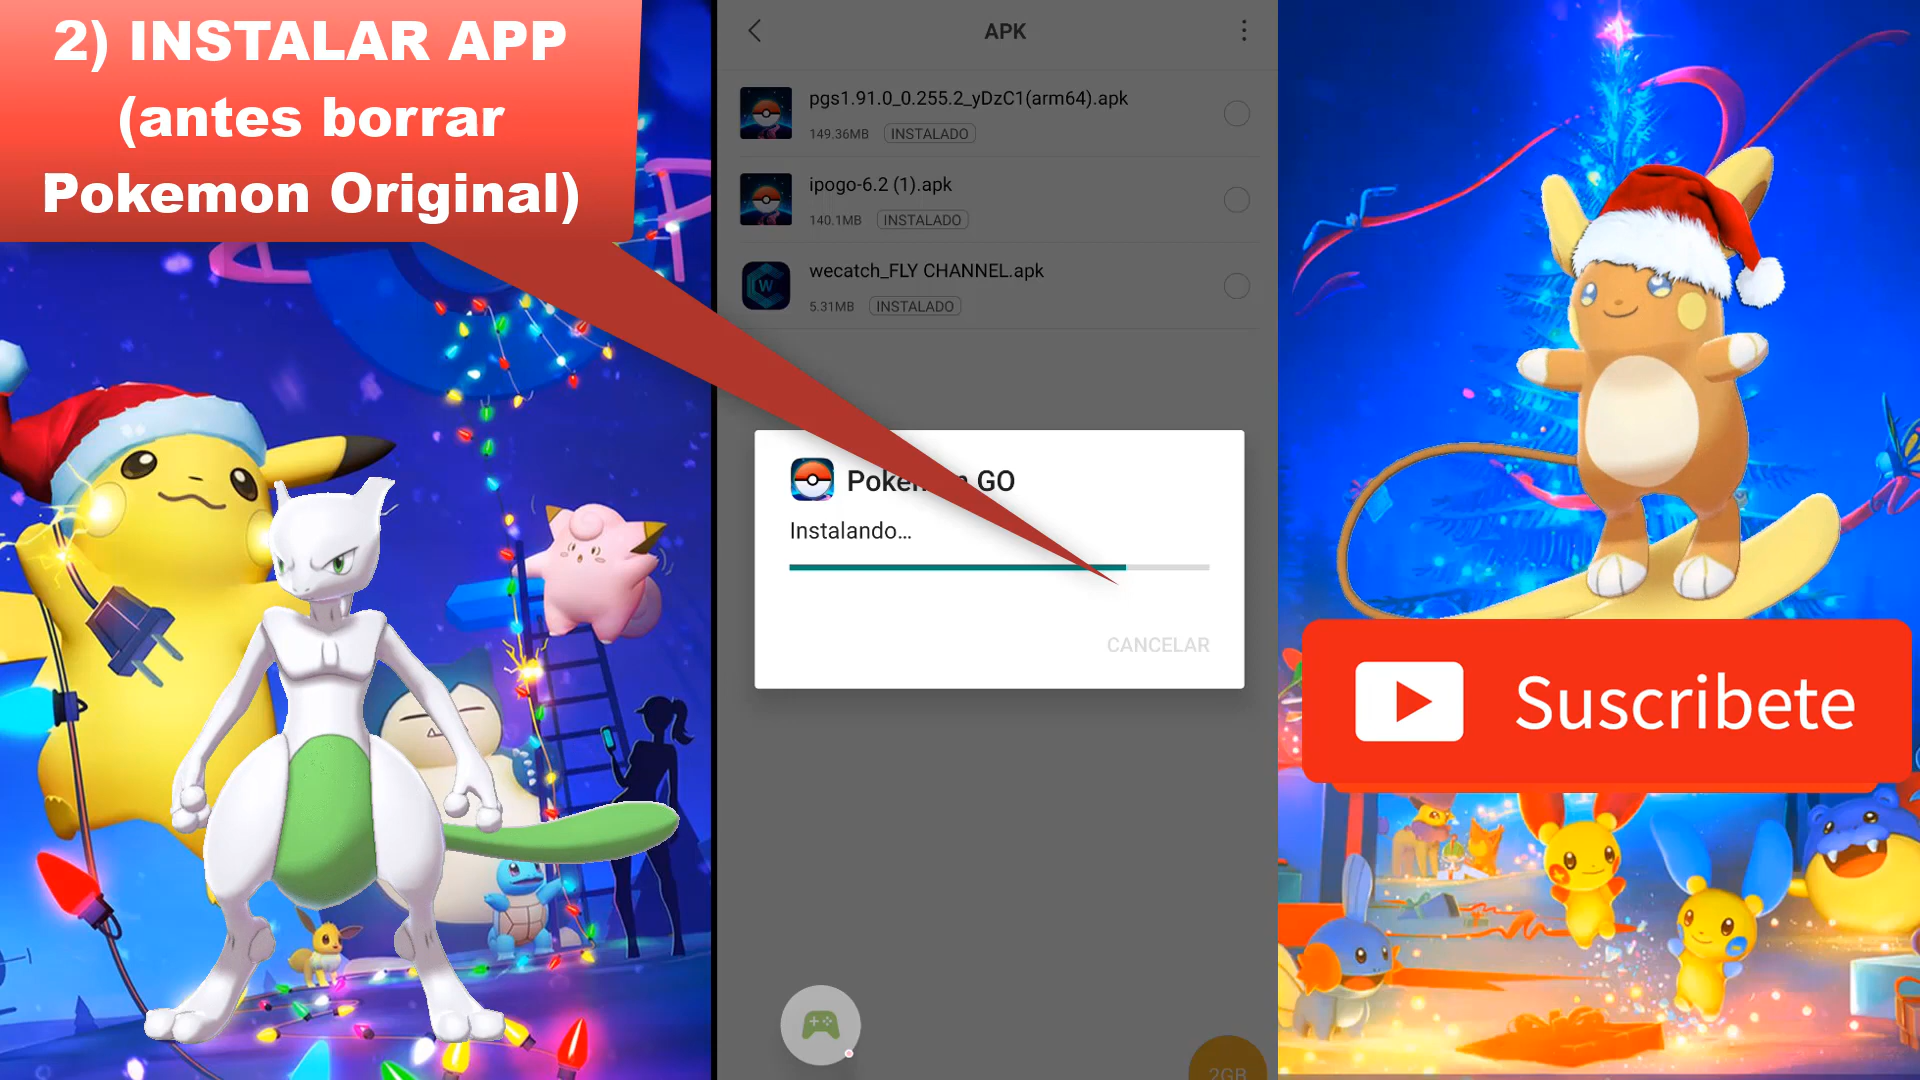 2) INSTALAR APP
(antes borrar
Pokemon Original)
APK
pgs1.91.0_0.255.2_yDzC1(arm64).apk
149.36MB INSTALADO
ipogo-6.2 (1).apk
140.1MB INSTALADO
W
wecatch_FLY CHANNEL.apk
5.31MB INSTALADO
GO
Instalando...
CANCELAR
Suscribete
2GB